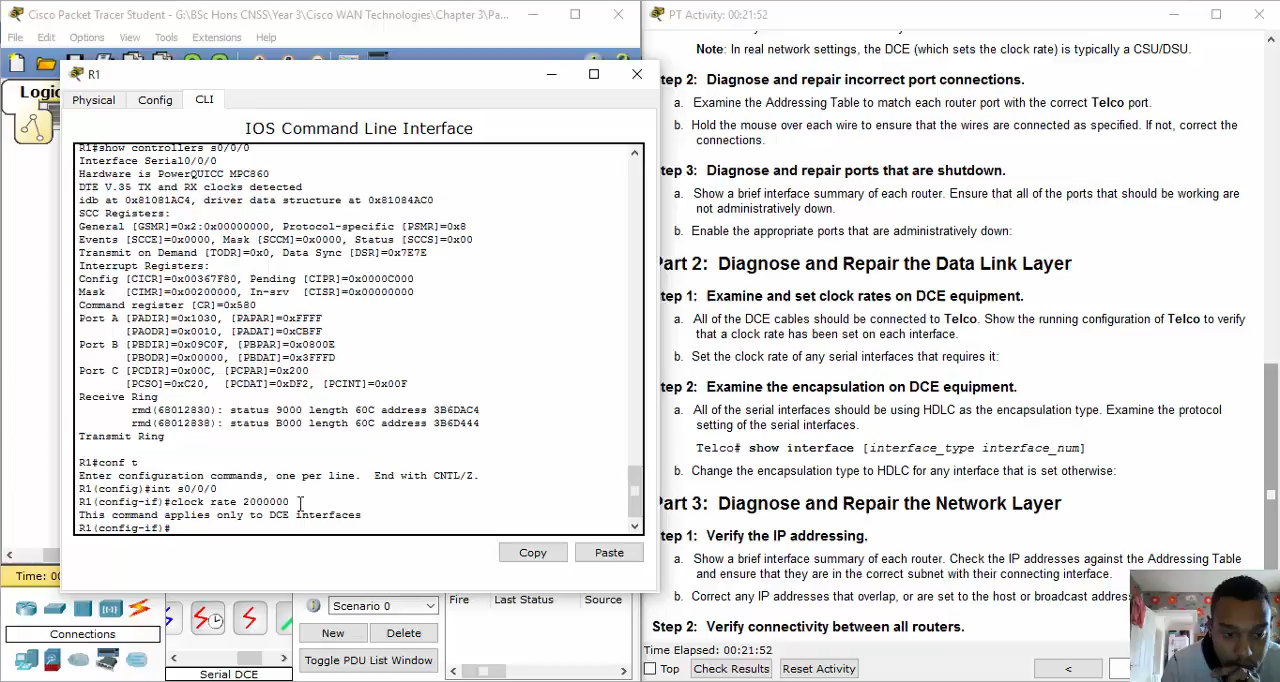 Cisco Packet Tracer Student - G:\BSc Hons CNSS\Year 3\Cisco WAN Technologies\Chapter 3\Pa...
File Edit Options View Tools Extensions Help
Logic
R1
Physical Config CLI
IOS Command Line Interface
R1#show controllers s0/0/0
Interface Serial0/0/0
Hardware is PowerQUICC MPC860
DTE V.35 TX and RX clocks detected
idb at 0x81081AC4, driver data structure at 0x81084AC0
SCC Registers:
General [GSMR]=0x2:0x00000000, Protocol-specific [PSMR]=0x8
Events [SCCE]=0x0000, Mask [SCCM]=0x0000, Status [SCCS]=0x00
Transmit on Demand [TODR]=0x0, Data Sync [DSR]=0x7E7E
Interrupt Registers:
Config [CICR]=0x00367F80, Pending [CIPR]=0x0000C000
Mask [CIMR]=0x00200000, In-srv [CISR]=0x00000000
Command register [CR]=0x580
Port A [PADIR]=0x1030, [PAPAR]=0xFFFF
[PAODR]=0x0010, [PADAT]=0xCBFF
Port B [PBDIR]=0x09C0F, [PBPAR]=0x0800E
[PBODR]=0x00000, [PBDAT]=0x3FFFD
Port C [PCDIR]=0x00C, [PCPAR]=0x200
[PCSO]=0xC20, [PCDAT]=0xDF2, [PCINT]=0x00F
Receive Ring
rmd(68012830): status 9000 length 60C address 3B6DAC4
rmd(68012838): status B000 length 60C address 3B6D444
Transmit Ring
R1#conf t
Enter configuration commands, one per line. End with CNTL/Z.
R1(config)#int s0/0/0
R1(config-if)#clock rate 2000000
This command applies only to DCE interfaces
R1(config-if)#
Copy Paste
Time: 00
Connections
Serial DCE
Scenario 0
New Delete
Toggle PDU List Window
Fire Last Status Source
PT Activity: 00:21:52
Note: In real network settings, the DCE (which sets the clock rate) is typically a CSU/DSU.
tep 2: Diagnose and repair incorrect port connections.
a. Examine the Addressing Table to match each router port with the correct Telco port.
b. Hold the mouse over each wire to ensure that the wires are connected as specified. If not, correct the
connections.
tep 3: Diagnose and repair ports that are shutdown.
a. Show a brief interface summary of each router. Ensure that all of the ports that should be working are
not administratively down.
b. Enable the appropriate ports that are administratively down:
Part 2: Diagnose and Repair the Data Link Layer
tep 1: Examine and set clock rates on DCE equipment.
a. All of the DCE cables should be connected to Telco. Show the running configuration of Telco to verify
that a clock rate has been set on each interface.
b. Set the clock rate of any serial interfaces that requires it:
tep 2: Examine the encapsulation on DCE equipment.
a. All of the serial interfaces should be using HDLC as the encapsulation type. Examine the protocol
setting of the serial interfaces.
Telco# show interface [interface_type interface_num]
b. Change the encapsulation type to HDLC for any interface that is set otherwise:
Part 3: Diagnose and Repair the Network Layer
tep 1: Verify the IP addressing.
a. Show a brief interface summary of each router. Check the IP addresses against the Addressing Table
and ensure that they are in the correct subnet with their connecting interface.
b. Correct any IP addresses that overlap, or are set to the host or broadcast
Step 2: Verify connectivity between all routers.
Time Elapsed: 00:21:52
Top Check Results Reset Activity <